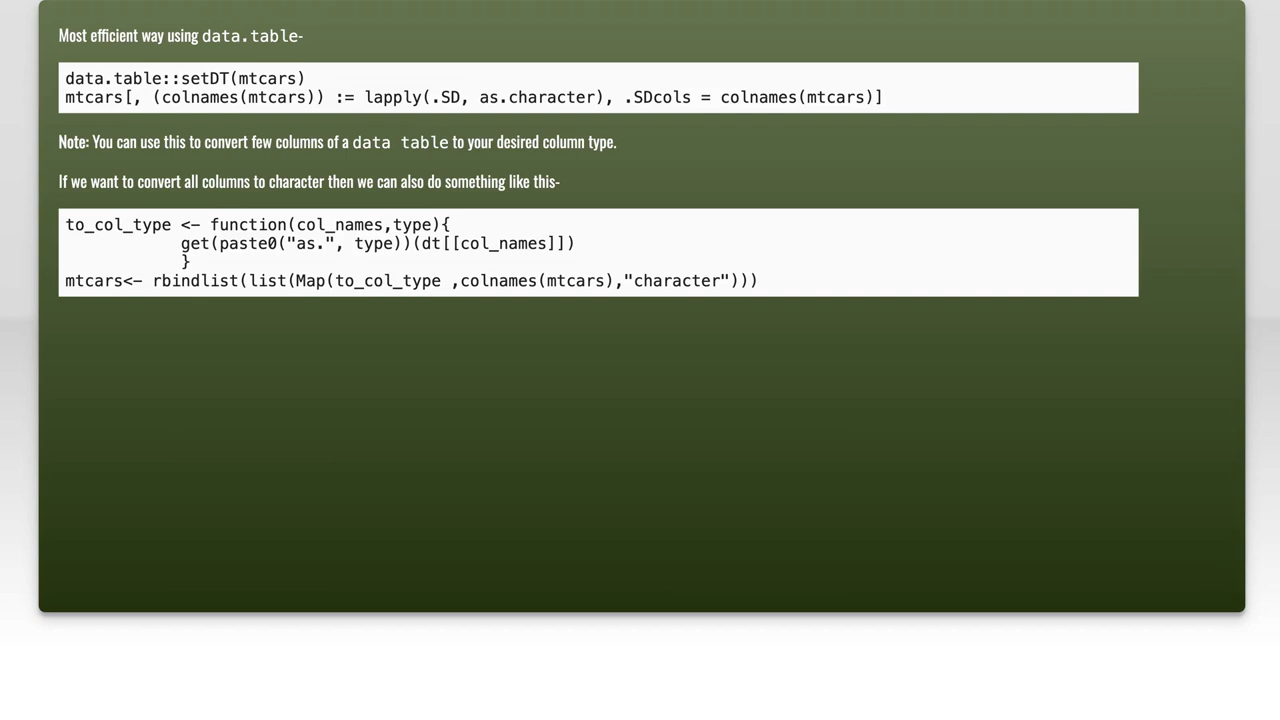 Most efficient way using data.table-
data.table::setDT(mtcars)
mtcars[, (colnames(mtcars)) := lapply(.SD, as.character), .SDcols = colnames(mtcars)]
Note: You can use this to convert few columns of a data table to your desired column type.
If we want to convert all columns to character then we can also do something like this-
to_col_type <- function(col_names,type){
            get(paste0("as.", type))(dt[[col_names]])
            }
mtcars<- rbindlist(list(Map(to_col_type ,colnames(mtcars),"character")))